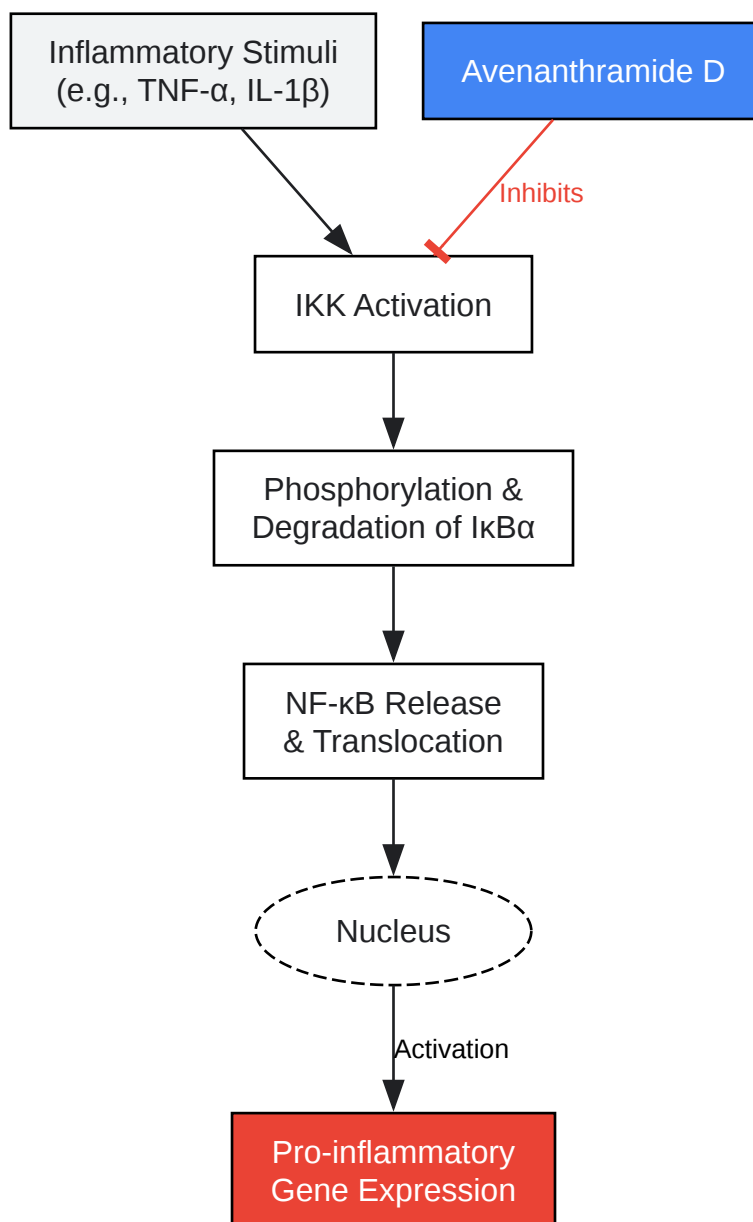 Inflammatory Stimuli
(e.g., TNF-α, IL-1β)
Avenanthramide D
Inhibits
IKK Activation
Phosphorylation &
Degradation of IκBα
NF-κB Release
& Translocation
Nucleus
Activation
Pro-inflammatory
Gene Expression